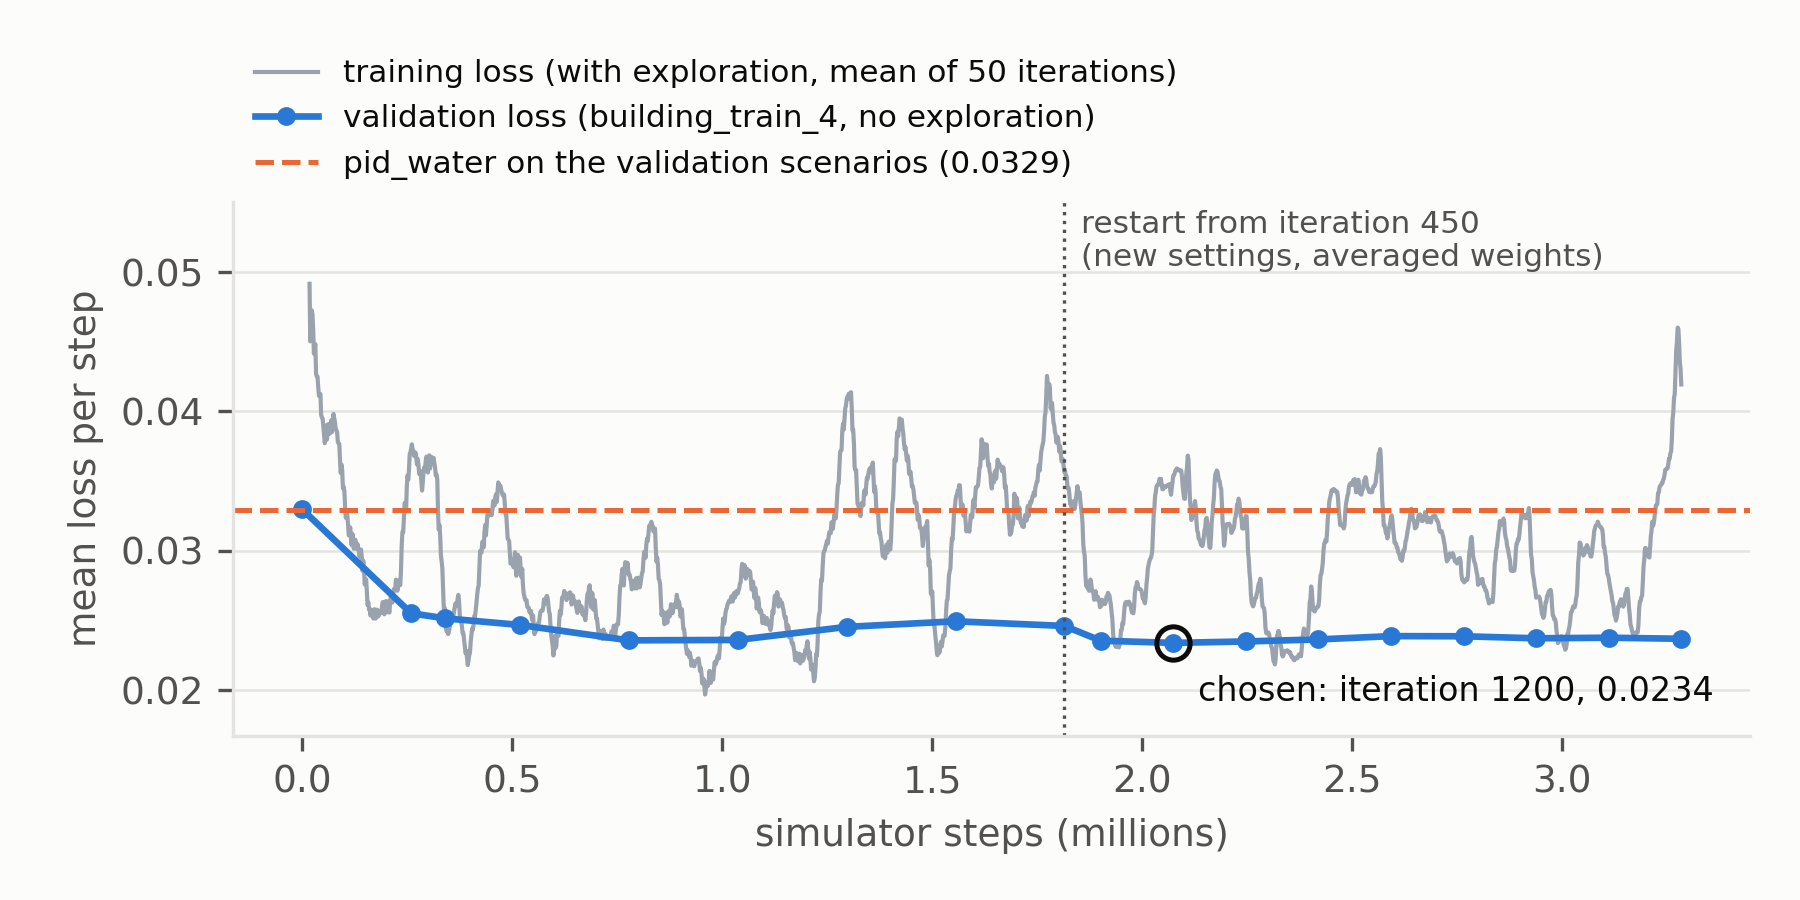 training loss (with exploration, mean of 50 iterations)
validation loss (building_train_4, no exploration)
pid_water on the validation scenarios (0.0329)
restart from iteration 450
(new settings, averaged weights)
0.05
0.04
0.03
0.02
mean loss per step
chosen: iteration 1200, 0.0234
0.0 0.5 1.0 1.5 2.0 2.5 3.0
simulator steps (millions)